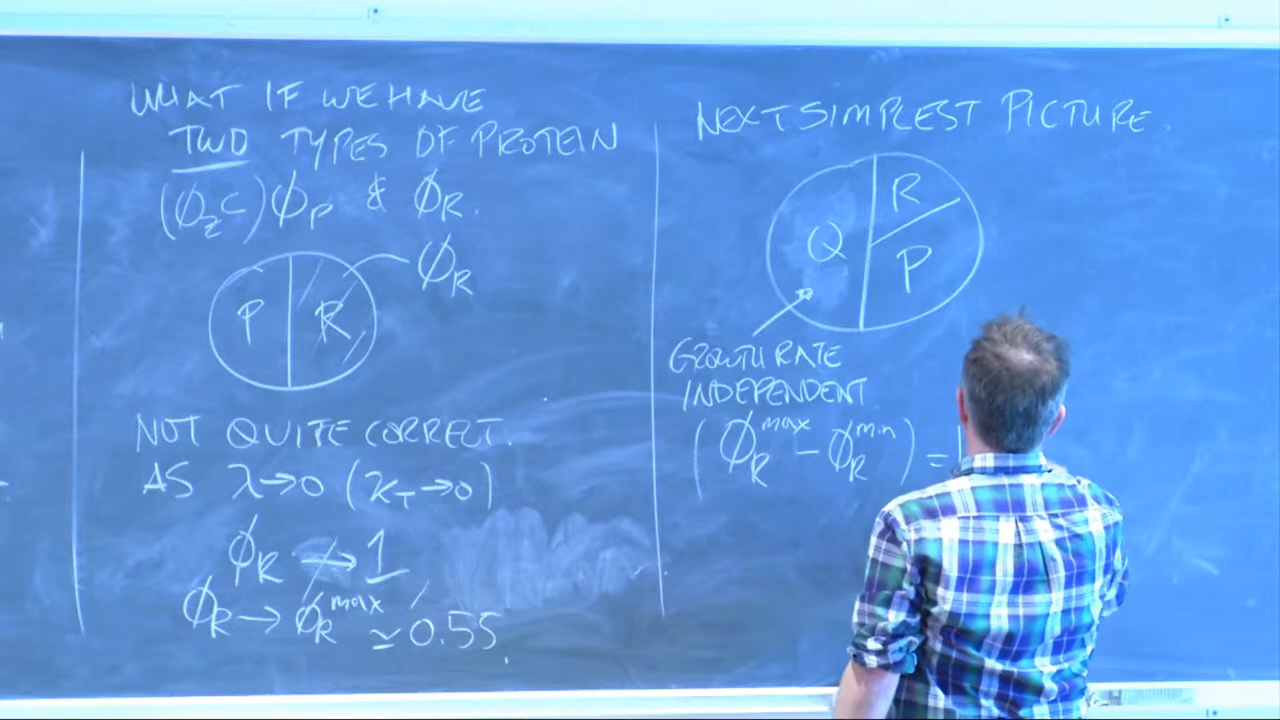 WHAT IF WE HAVE
TWO TYPES OF PROTEIN
(ϕ_Z C) ϕ_P & ϕ_R.
ϕ_R
P R
NOT QUITE CORRECT.
AS λ→0 (κ_T→0)
ϕ_R ↛ 1
ϕ_R → ϕ_R^max ≃ 0.55
NEXT SIMPLEST PICTURE
Q R
P
GROWTH RATE
INDEPENDENT
(ϕ_R^max - ϕ_R^min) =